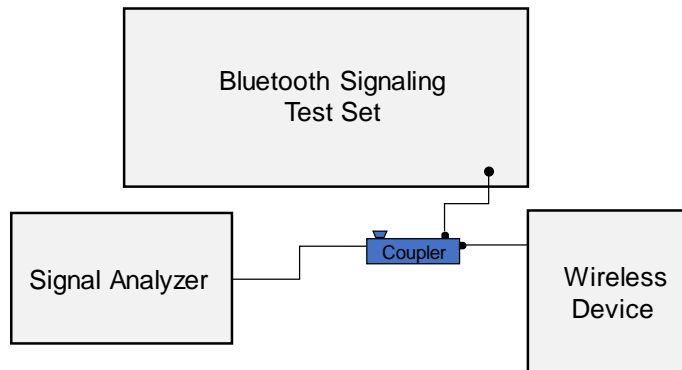 Bluetooth Signaling
Test Set
Signal Analyzer
Coupler
Wireless
Device